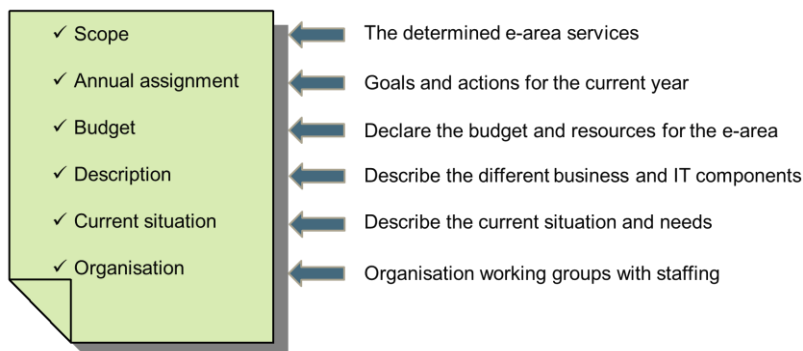 ✓ Scope The determined e-area services
✓ Annual assignment Goals and actions for the current year
✓ Budget Declare the budget and resources for the e-area
✓ Description Describe the different business and IT components
✓ Current situation Describe the current situation and needs
✓ Organisation Organisation working groups with staffing